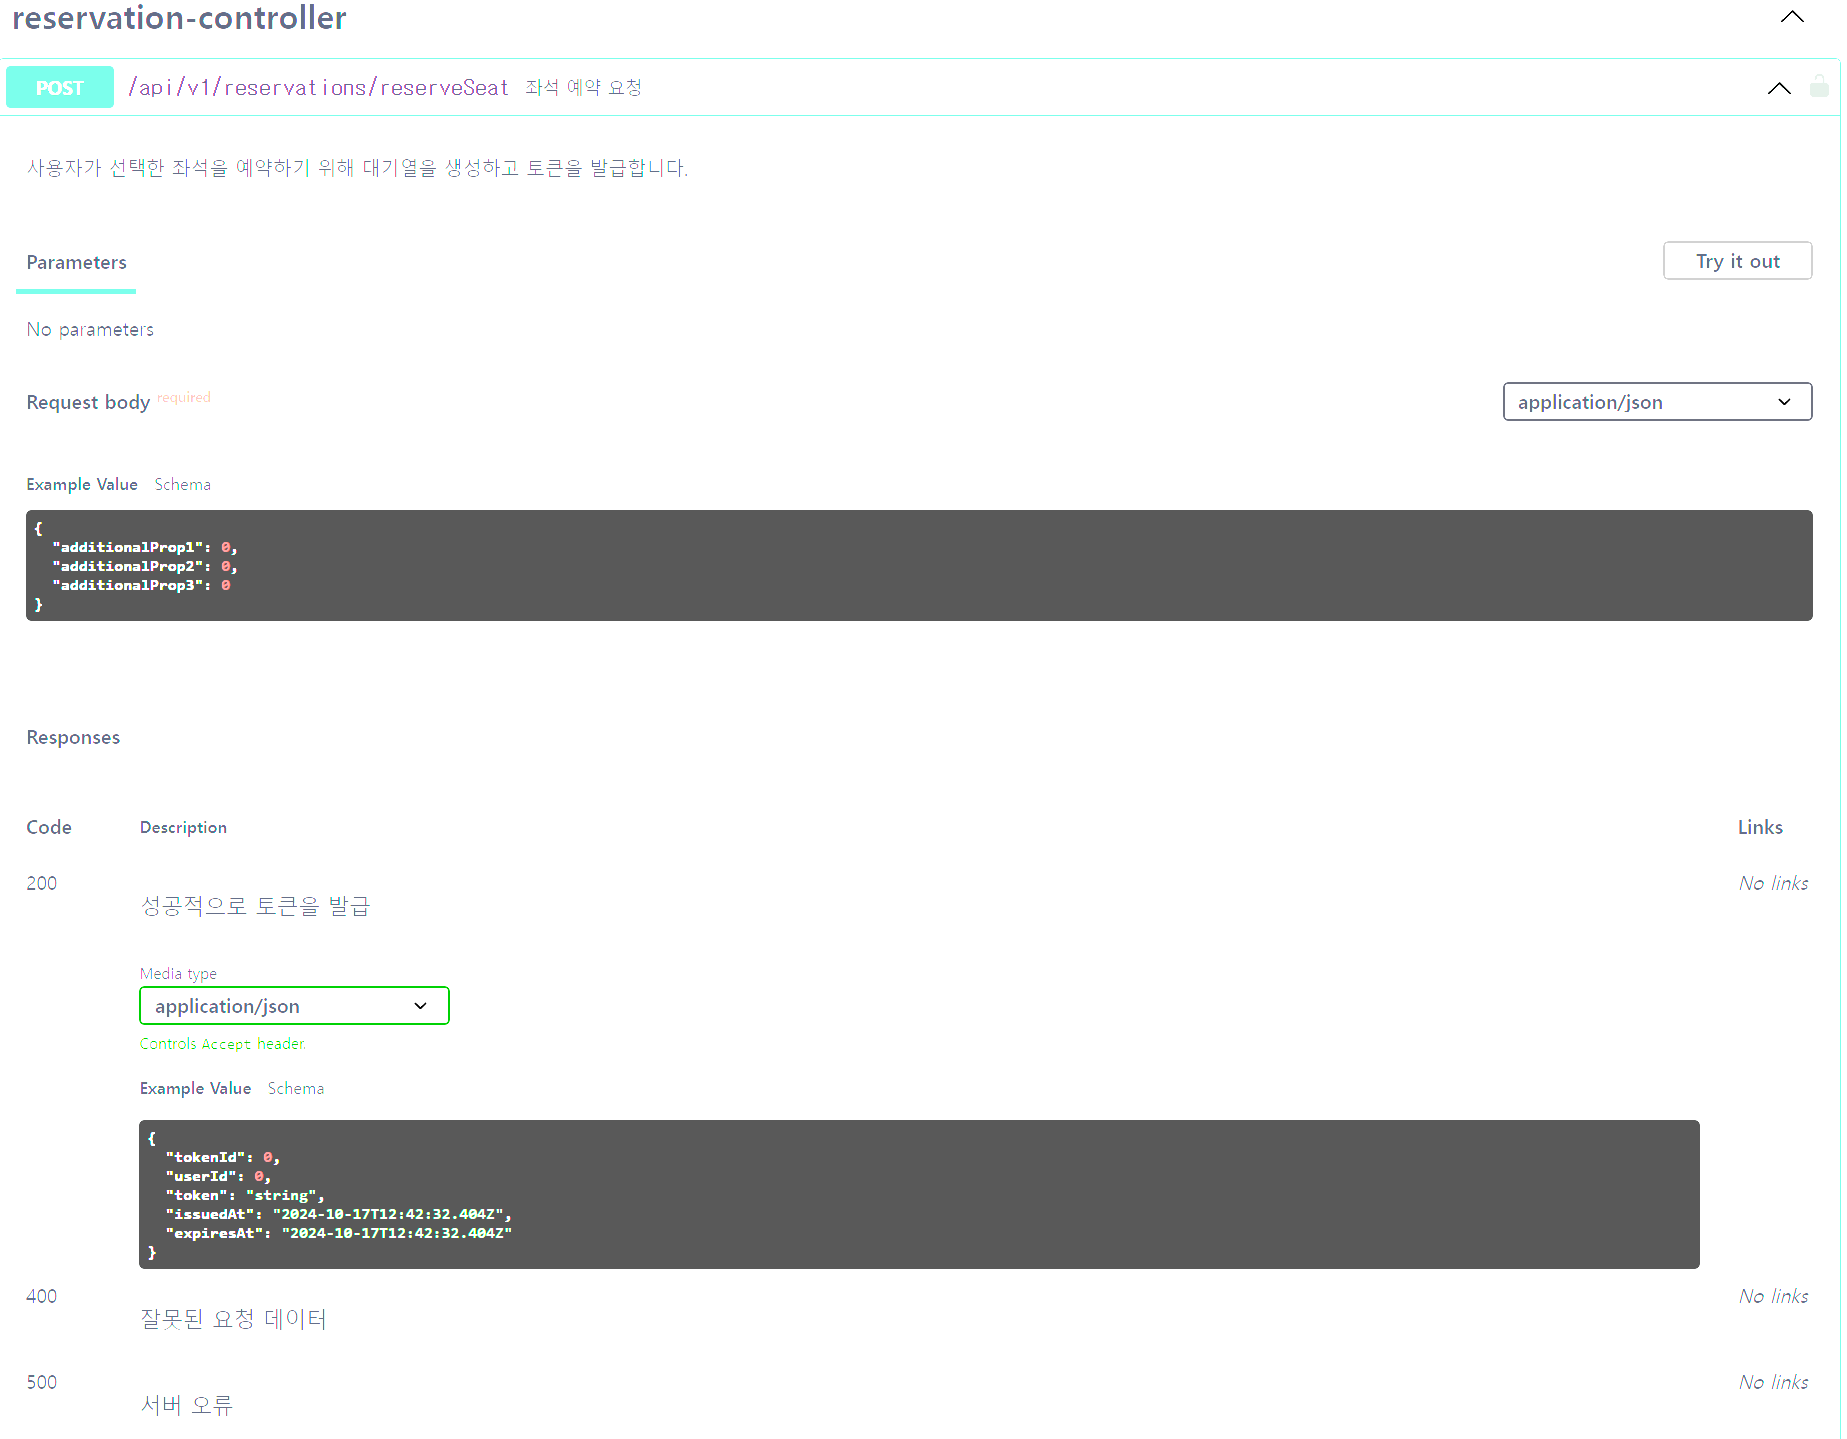 reservation-controller
POST /api/v1/reservations/reserveSeat 좌석 예약 요청
사용자가 선택한 좌석을 예약하기 위해 대기열을 생성하고 토큰을 발급합니다.
Parameters
Try it out
No parameters
Request body required
application/json
Example Value Schema
{
"additionalProp1": 0,
"additionalProp2": 0,
"additionalProp3": 0
}
Responses
Code Description Links
200 No links
성공적으로 토큰을 발급
Media type
application/json
Controls Accept header.
Example Value Schema
{
"tokenId": 0,
"userId": 0,
"token": "string",
"issuedAt": "2024-10-17T12:42:32.404Z",
"expiresAt": "2024-10-17T12:42:32.404Z"
}
400 No links
잘못된 요청 데이터
500 No links
서버 오류